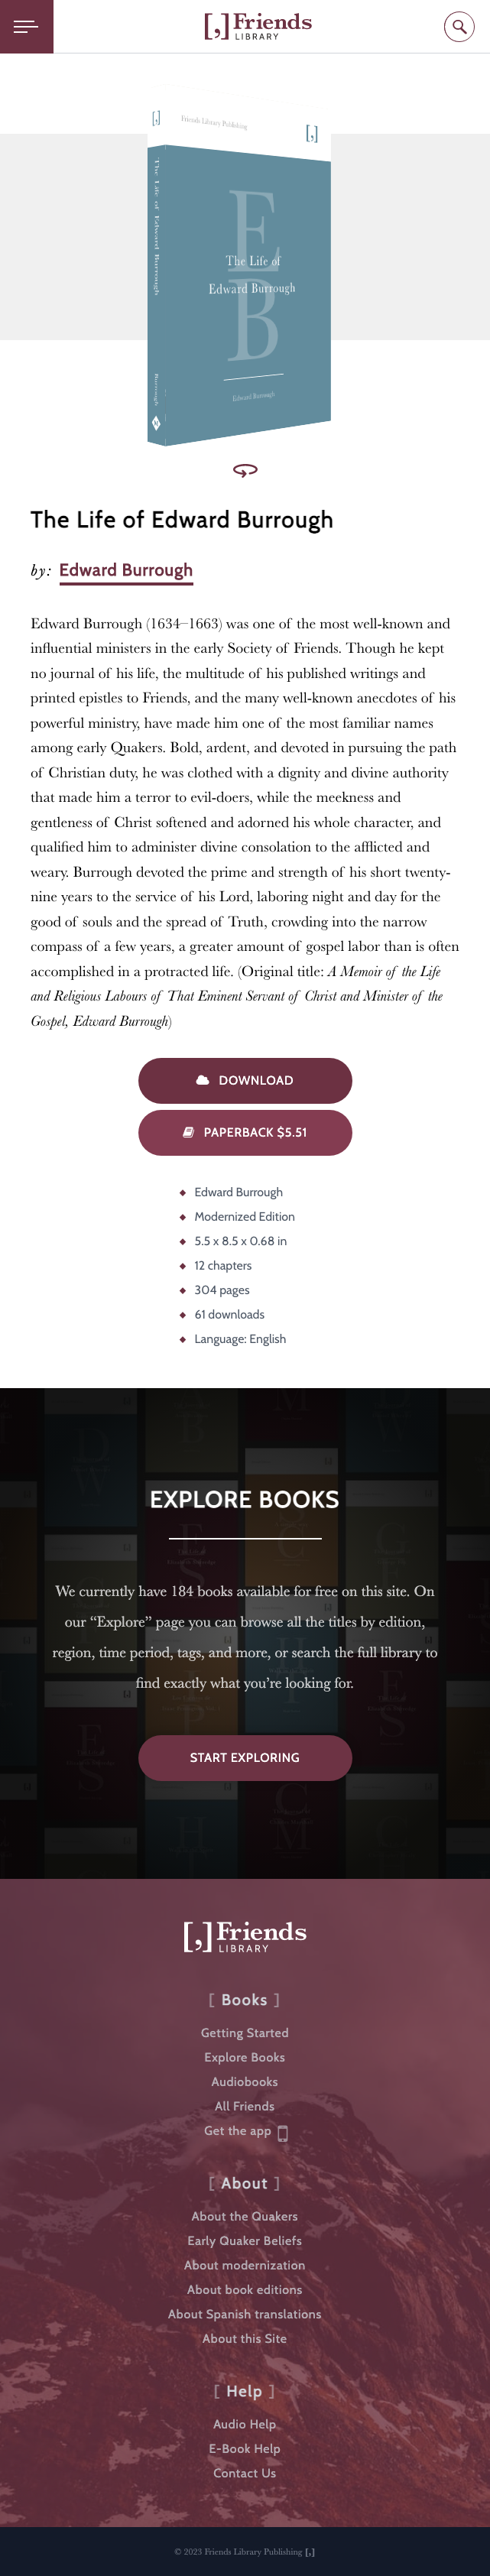 [,] Friends
LIBRARY
[,] Friends Library Publishing [,]
The Life of Edward Burrough
E
B
The Life of
Edward Burrough
Edward Burrough
Burrough
The Life of Edward Burrough
by: Edward Burrough
Edward Burrough (1634–1663) was one of the most well-known and
influential ministers in the early Society of Friends. Though he kept
no journal of his life, the multitude of his published writings and
printed epistles to Friends, and the many well-known anecdotes of his
powerful ministry, have made him one of the most familiar names
among early Quakers. Bold, ardent, and devoted in pursuing the path
of Christian duty, he was clothed with a dignity and divine authority
that made him a terror to evil-doers, while the meekness and
gentleness of Christ softened and adorned his whole character, and
qualified him to administer divine consolation to the afflicted and
weary. Burrough devoted the prime and strength of his short twenty-
nine years to the service of his Lord, laboring night and day for the
good of souls and the spread of Truth, crowding into the narrow
compass of a few years, a greater amount of gospel labor than is often
accomplished in a protracted life. (Original title: A Memoir of the Life
and Religious Labours of That Eminent Servant of Christ and Minister of the
Gospel, Edward Burrough)
DOWNLOAD
PAPERBACK $5.51
Edward Burrough
Modernized Edition
5.5 x 8.5 x 0.68 in
12 chapters
304 pages
61 downloads
Language: English
EXPLORE BOOKS
We currently have 184 books available for free on this site. On
our “Explore” page you can browse all the titles by edition,
region, time period, tags, and more, or search the full library to
find exactly what you’re looking for.
START EXPLORING
[,] Friends
LIBRARY
[ Books ]
Getting Started
Explore Books
Audiobooks
All Friends
Get the app
[ About ]
About the Quakers
Early Quaker Beliefs
About modernization
About book editions
About Spanish translations
About this Site
[ Help ]
Audio Help
E-Book Help
Contact Us
© 2023 Friends Library Publishing [,]